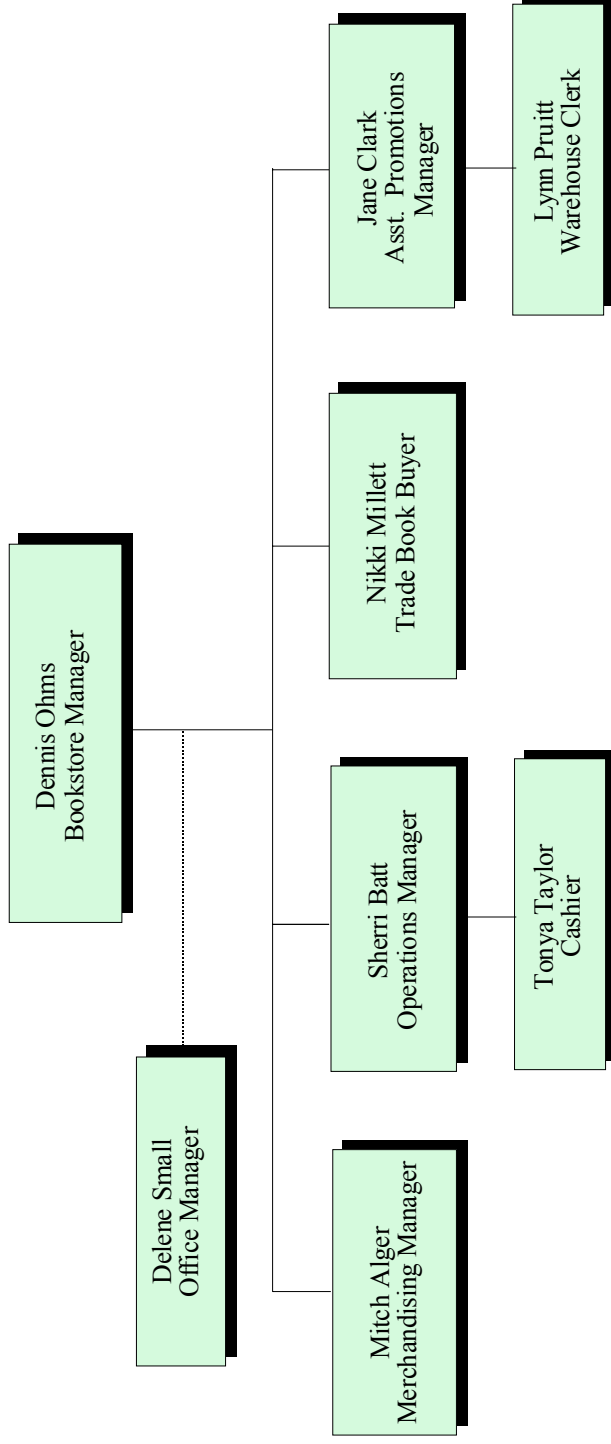 Dennis Ohms
Bookstore Manager
Delene Small
Office Manager
Mitch Alger
Merchandising Manager
Sherri Batt
Operations Manager
Nikki Millett
Trade Book Buyer
Jane Clark
Asst.  Promotions
Manager
Tonya Taylor
Cashier
Lynn Pruitt
Warehouse Clerk